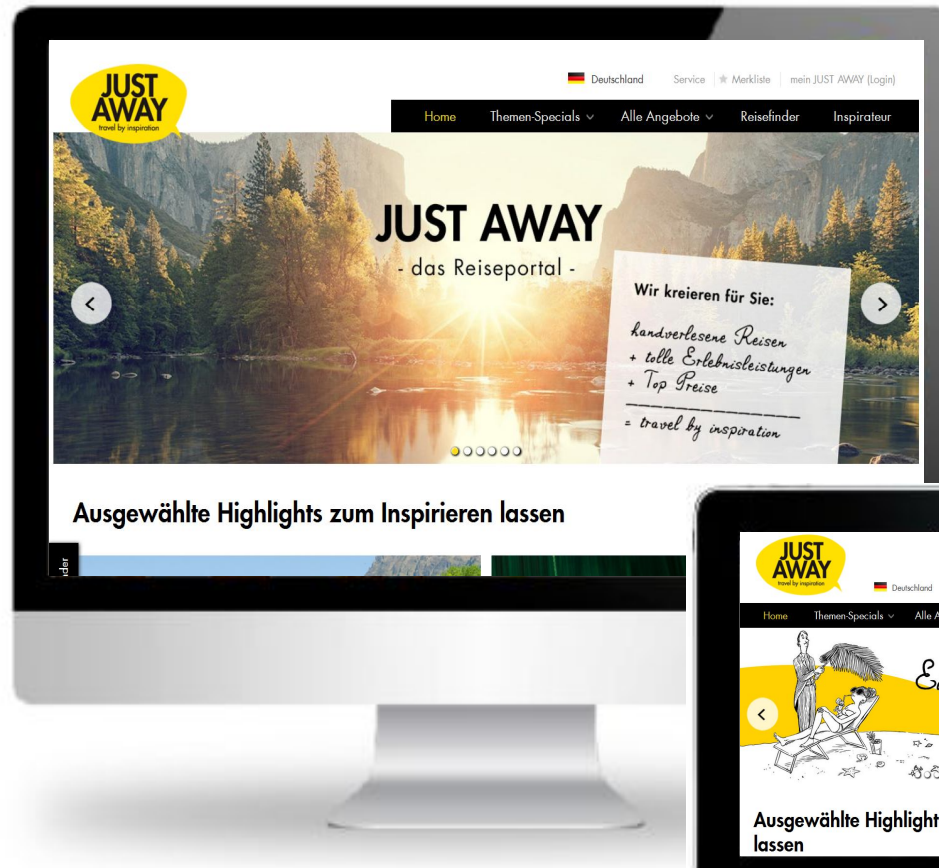 JUST
AWAY
travel by inspiration
Deutschland Service Merkliste mein JUST AWAY (Login)
Home Themen-Specials Alle Angebote Reisefinder Inspirateur
JUST AWAY
- das Reiseportal -
Wir kreieren für Sie:
handverlesene Reisen
+ tolle Erlebnisleistungen
+ Top Preise
= travel by inspiration
Ausgewählte Highlights zum Inspirieren lassen
JUST
AWAY
travel by inspiration
Deutschland
Home Themen-Specials Alle A
Ausgewählte Highlight
lassen